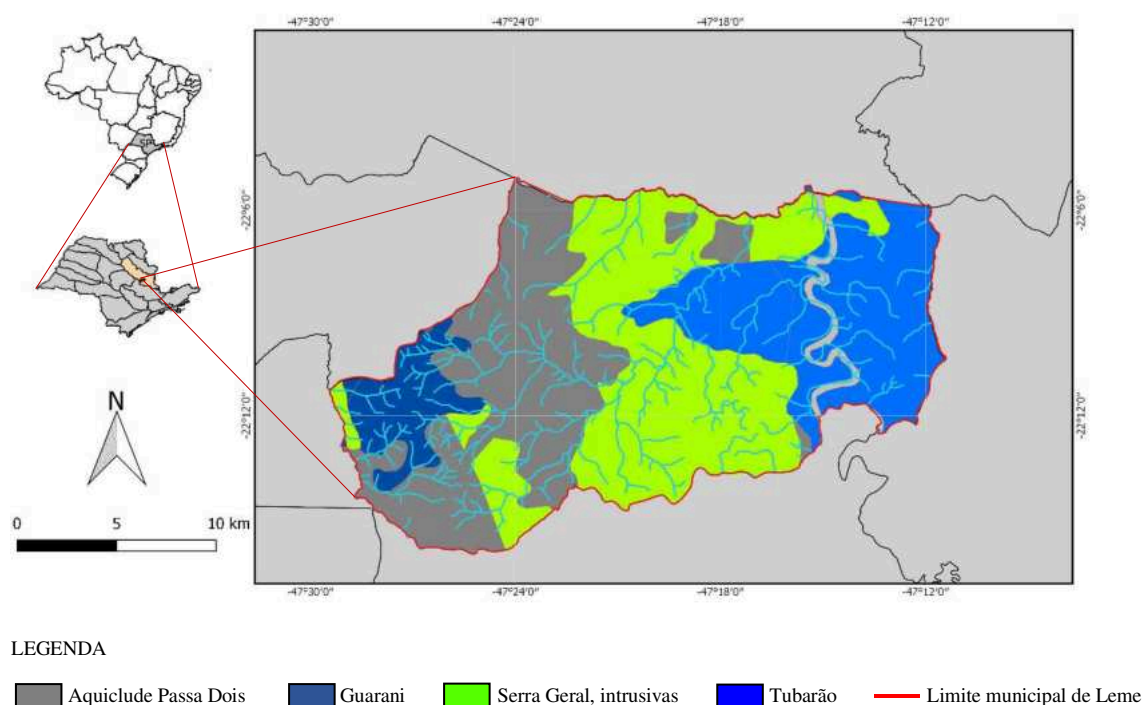 -47°30'0"
-47°24'0"
-47°18'0"
-47°12'0"
SP
-22°6'0"
-22°6'0"
-22°12'0"
-22°12'0"
N
0 5 10 km
-47°30'0"
-47°24'0"
-47°18'0"
-47°12'0"
LEGENDA
Aquiclude Passa Dois
Guarani
Serra Geral, intrusivas
Tubarão
Limite municipal de Leme